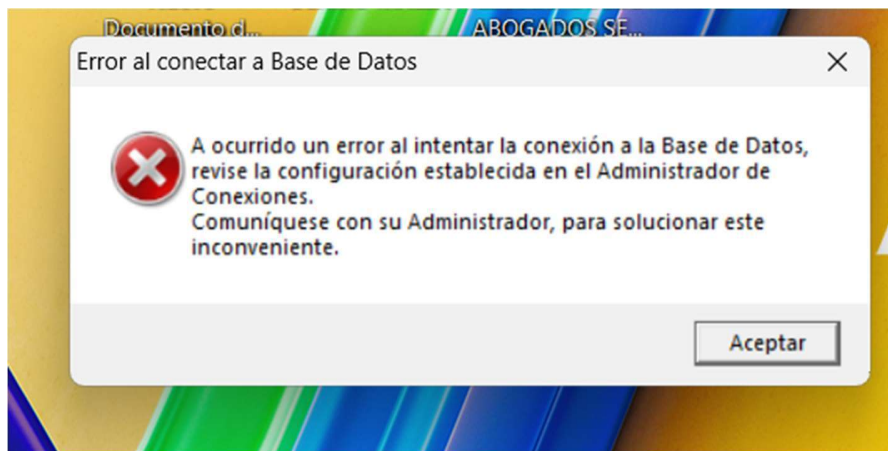 Documento d...
ABOGADOS SE...
Error al conectar a Base de Datos
A ocurrido un error al intentar la conexión a la Base de Datos,
revise la configuración establecida en el Administrador de
Conexiones.
Comuníquese con su Administrador, para solucionar este
inconveniente.
Aceptar